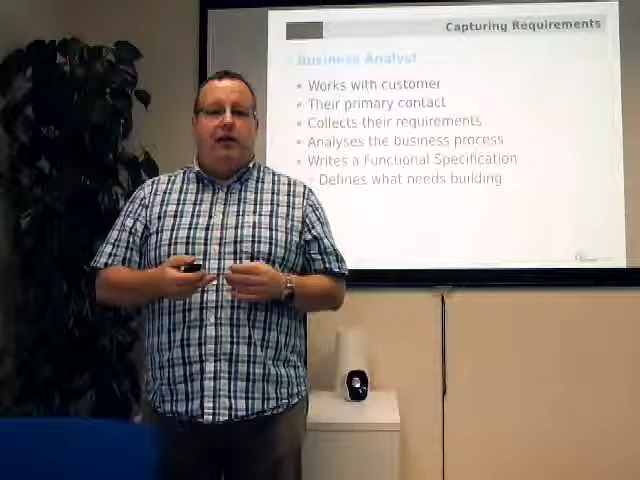 Capturing Requirements
Business Analyst
Works with customer
Their primary contact
Collects their requirements
Analyses the business process
Writes a Functional Specification
Defines what needs building